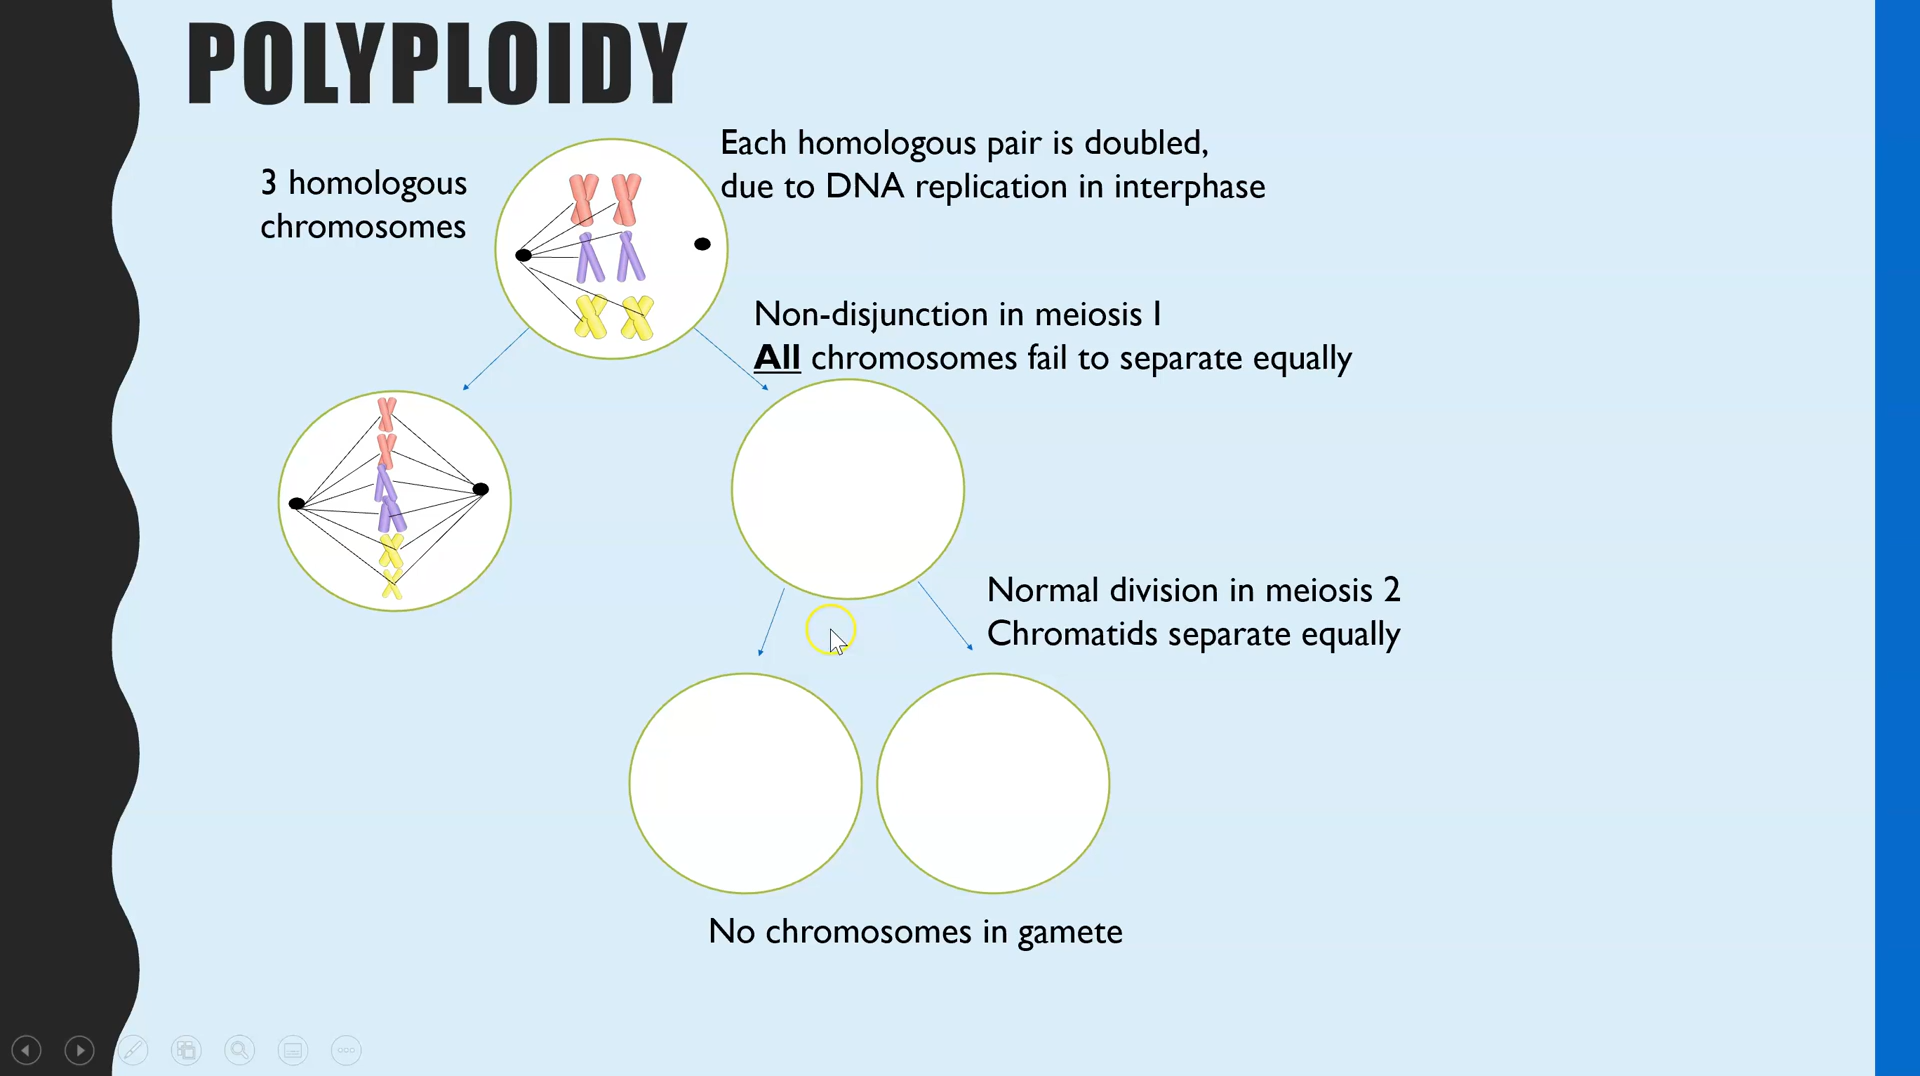 POLYPLOIDY
3 homologous
chromosomes
Each homologous pair is doubled,
due to DNA replication in interphase
Non-disjunction in meiosis 1
All chromosomes fail to separate equally
Normal division in meiosis 2
Chromatids separate equally
No chromosomes in gamete